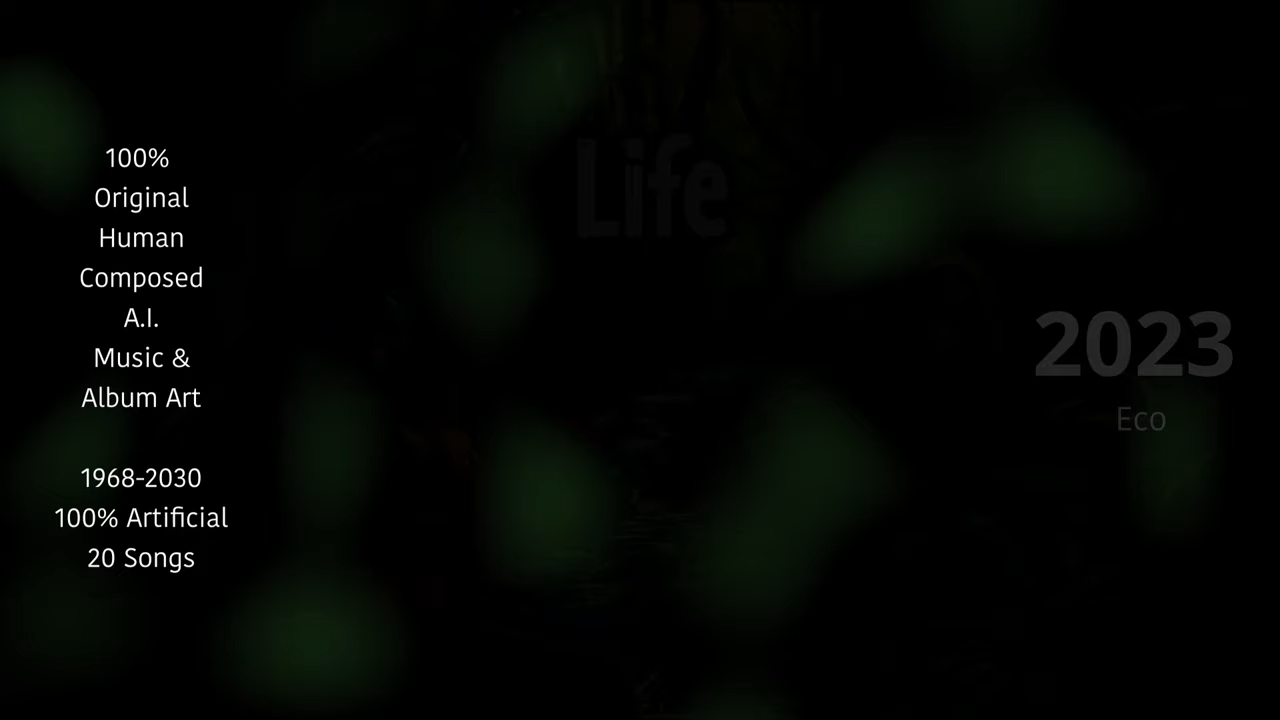 100%
Original
Human
Composed
A.I.
Music &
Album Art
1968-2030
100% Artificial
20 Songs
Life
2023
Eco